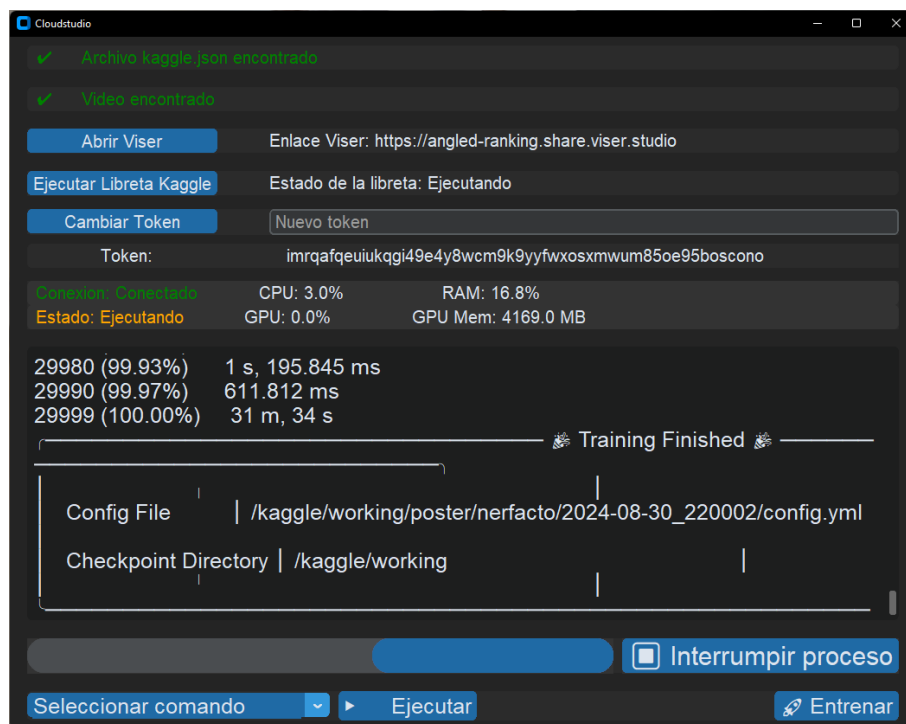 Cloudstudio
✔ Archivo kaggle.json encontrado
✔ Video encontrado
Abrir Viser Enlace Viser: https://angled-ranking.share.viser.studio
Ejecutar Libreta Kaggle Estado de la libreta: Ejecutando
Cambiar Token Nuevo token
Token: imrqafqeuiukqgi49e4y8wcm9k9yyfwxosxmwum85oe95boscono
Conexion: Conectado CPU: 3.0% RAM: 16.8%
Estado: Ejecutando GPU: 0.0% GPU Mem: 4169.0 MB
29980 (99.93%) 1 s, 195.845 ms
29990 (99.97%) 611.812 ms
29999 (100.00%) 31 m, 34 s
🎉 Training Finished 🎉
Config File | /kaggle/working/poster/nerfacto/2024-08-30_220002/config.yml
Checkpoint Directory | /kaggle/working
Interrumpir proceso
Seleccionar comando Ejecutar Entrenar